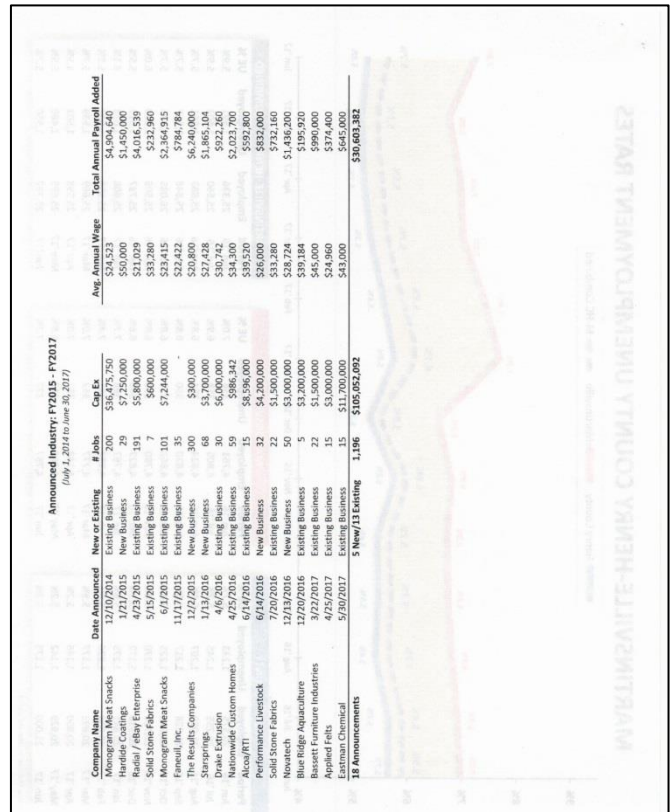 Announced Industry: FY2015 - FY2017
(July 1, 2014 to June 30, 2017)
Company Name Date Announced New or Existing # Jobs Cap Ex Avg. Annual Wage Total Annual Payroll Added
Monogram Meat Snacks 12/10/2014 Existing Business 200 $36,475,750 $24,523 $4,904,640
Hardide Coatings 1/21/2015 New Business 29 $7,250,000 $50,000 $1,450,000
Radial / eBay Enterprise 4/23/2015 Existing Business 191 $5,800,000 $21,029 $4,016,539
Solid Stone Fabrics 5/15/2015 Existing Business 7 $600,000 $33,280 $232,960
Monogram Meat Snacks 6/1/2015 Existing Business 101 $7,244,000 $23,415 $2,364,915
Faneuil, Inc. 11/17/2015 Existing Business 35 - $22,422 $784,784
The Results Companies 12/2/2015 New Business 300 $300,000 $20,800 $6,240,000
Starsprings 1/13/2016 New Business 68 $3,700,000 $27,428 $1,865,104
Drake Extrusion 4/6/2016 Existing Business 30 $6,000,000 $30,742 $922,260
Nationwide Custom Homes 4/25/2016 Existing Business 59 $986,342 $34,300 $2,023,700
Alcoa/RTI 6/14/2016 Existing Business 15 $8,596,000 $39,520 $592,800
Performance Livestock 6/14/2016 New Business 32 $4,200,000 $26,000 $832,000
Solid Stone Fabrics 7/20/2016 Existing Business 22 $1,500,000 $33,280 $732,160
Novatech 12/13/2016 New Business 50 $3,000,000 $28,724 $1,436,200
Blue Ridge Aquaculture 12/20/2016 Existing Business 5 $3,200,000 $39,184 $195,920
Bassett Furniture Industries 3/22/2017 Existing Business 22 $1,500,000 $45,000 $990,000
Applied Felts 4/25/2017 Existing Business 15 $3,000,000 $24,960 $374,400
Eastman Chemical 5/30/2017 Existing Business 15 $11,700,000 $43,000 $645,000
18 Announcements 5 New/13 Existing 1,196 $105,052,092 $30,603,382
MARTINSVILLE-HENRY COUNTY UNEMPLOYMENT RATES